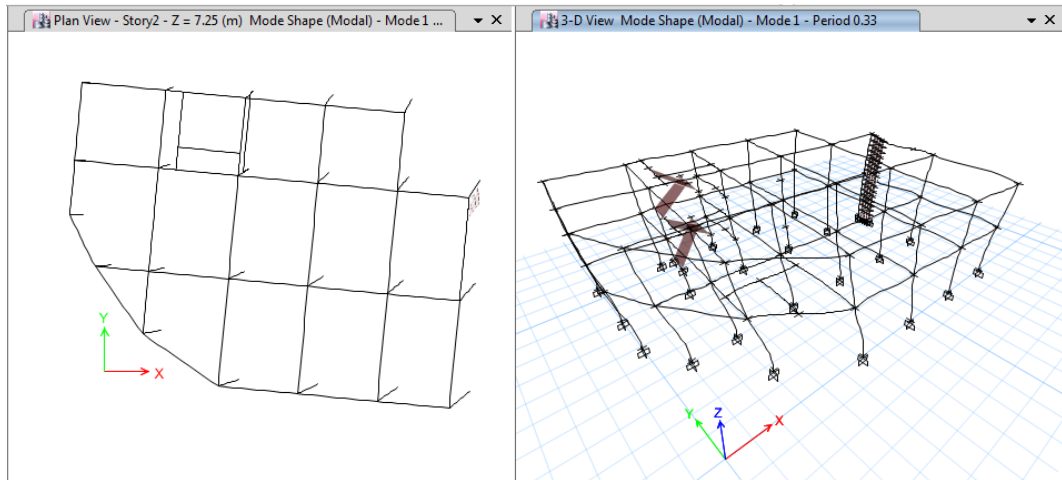 Plan View - Story2 - Z = 7.25 (m) Mode Shape (Modal) - Mode 1 ...
3-D View Mode Shape (Modal) - Mode 1 - Period 0.33
Y
X
Y
Z
X